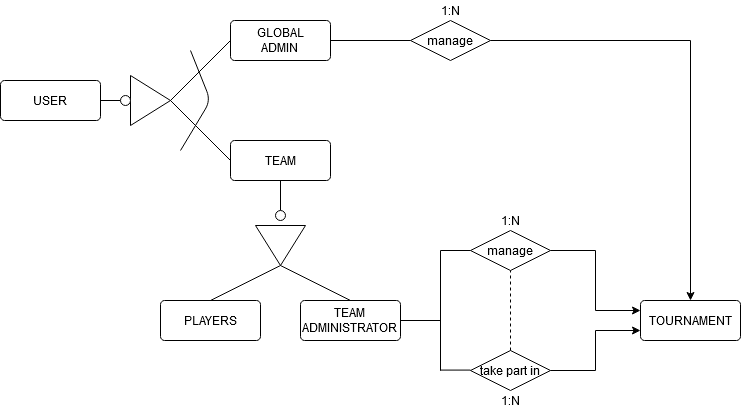 1:N
GLOBAL
ADMIN
manage
USER
TEAM
1:N
manage
PLAYERS
TEAM
ADMINISTRATOR
TOURNAMENT
take part in
1:N